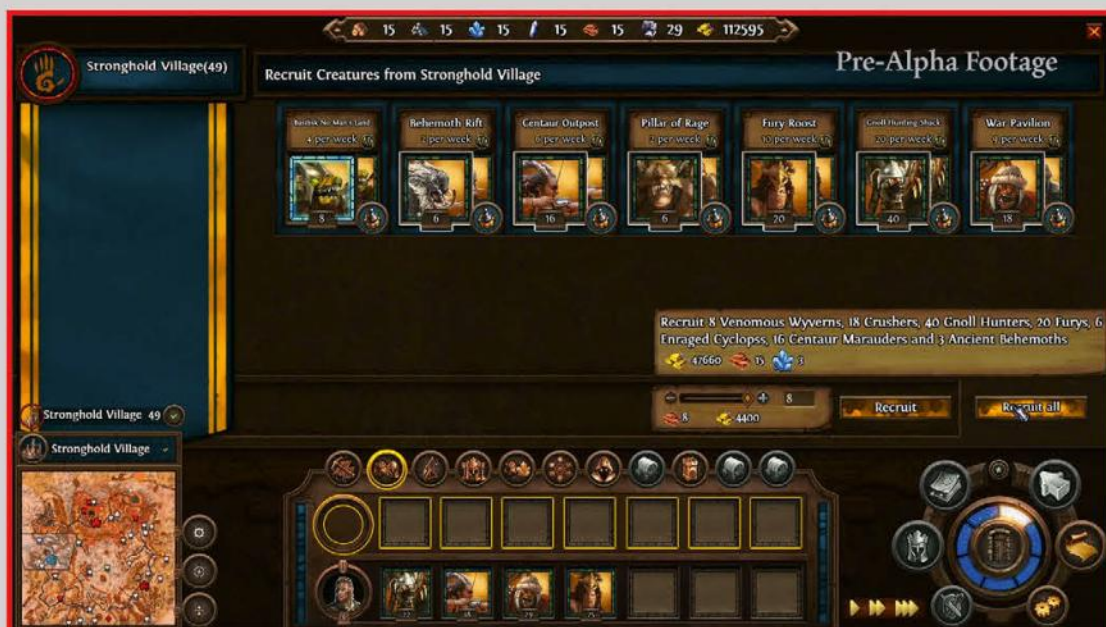 15 15 15 15 15 29 112595
Stronghold Village(49)
Recruit Creatures from Stronghold Village
Pre-Alpha Footage
Behemoth Rift
Centaur Outpost
Pillar of Rage
Fury Roost
Gnoll Hunting Shack
War Pavilion
4 per week
per week
6 per week
per week
10 per week
20 per week
per week
8
6
16
6
20
40
18
Recruit 8 Venomous Wyverns, 18 Crushers, 40 Gnoll Hunters, 20 Furys, 6
Enraged Cyclopss, 16 Centaur Marauders and 3 Ancient Behemoths
47660 15 3
8
8 4400
Recruit
Recruit all
Stronghold Village 49
Stronghold Village